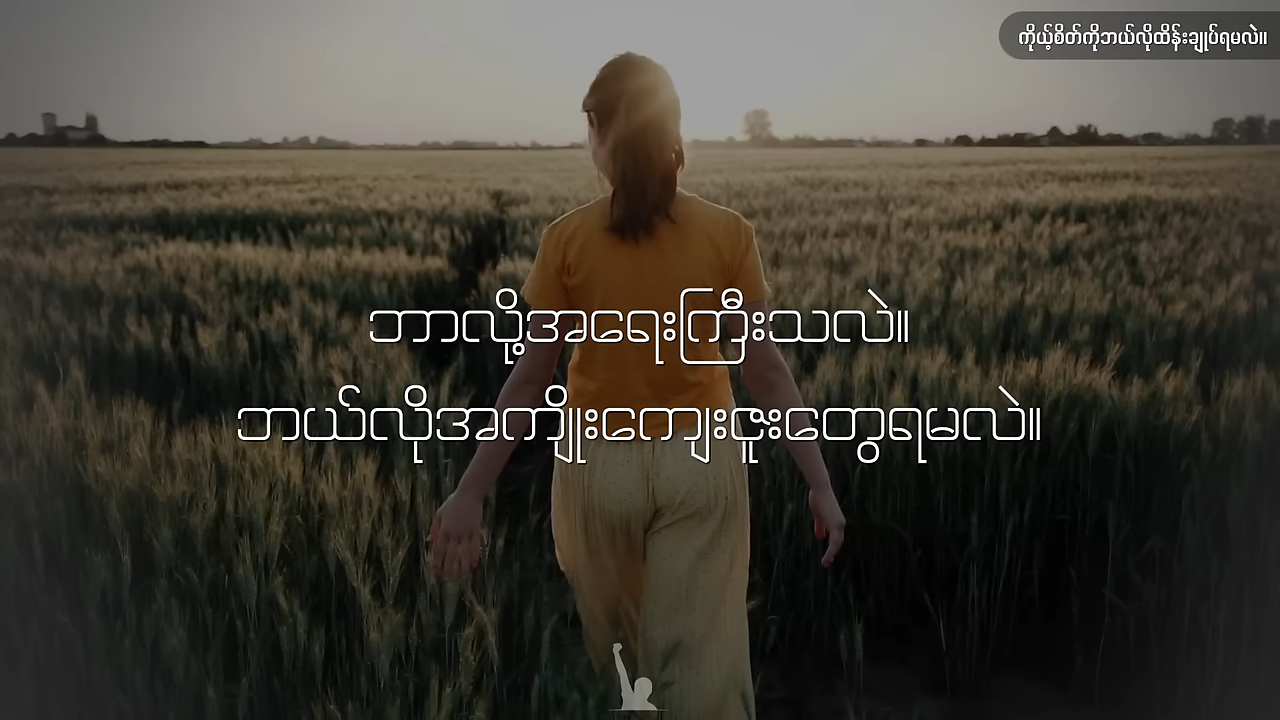 ကိုယ့်စိတ်ကိုဘယ်လိုထိန်းချုပ်ရမလဲ။
ဘာလို့အရေးကြီးသလဲ။
ဘယ်လိုအကျိုးကျေးဇူးတွေရမလဲ။